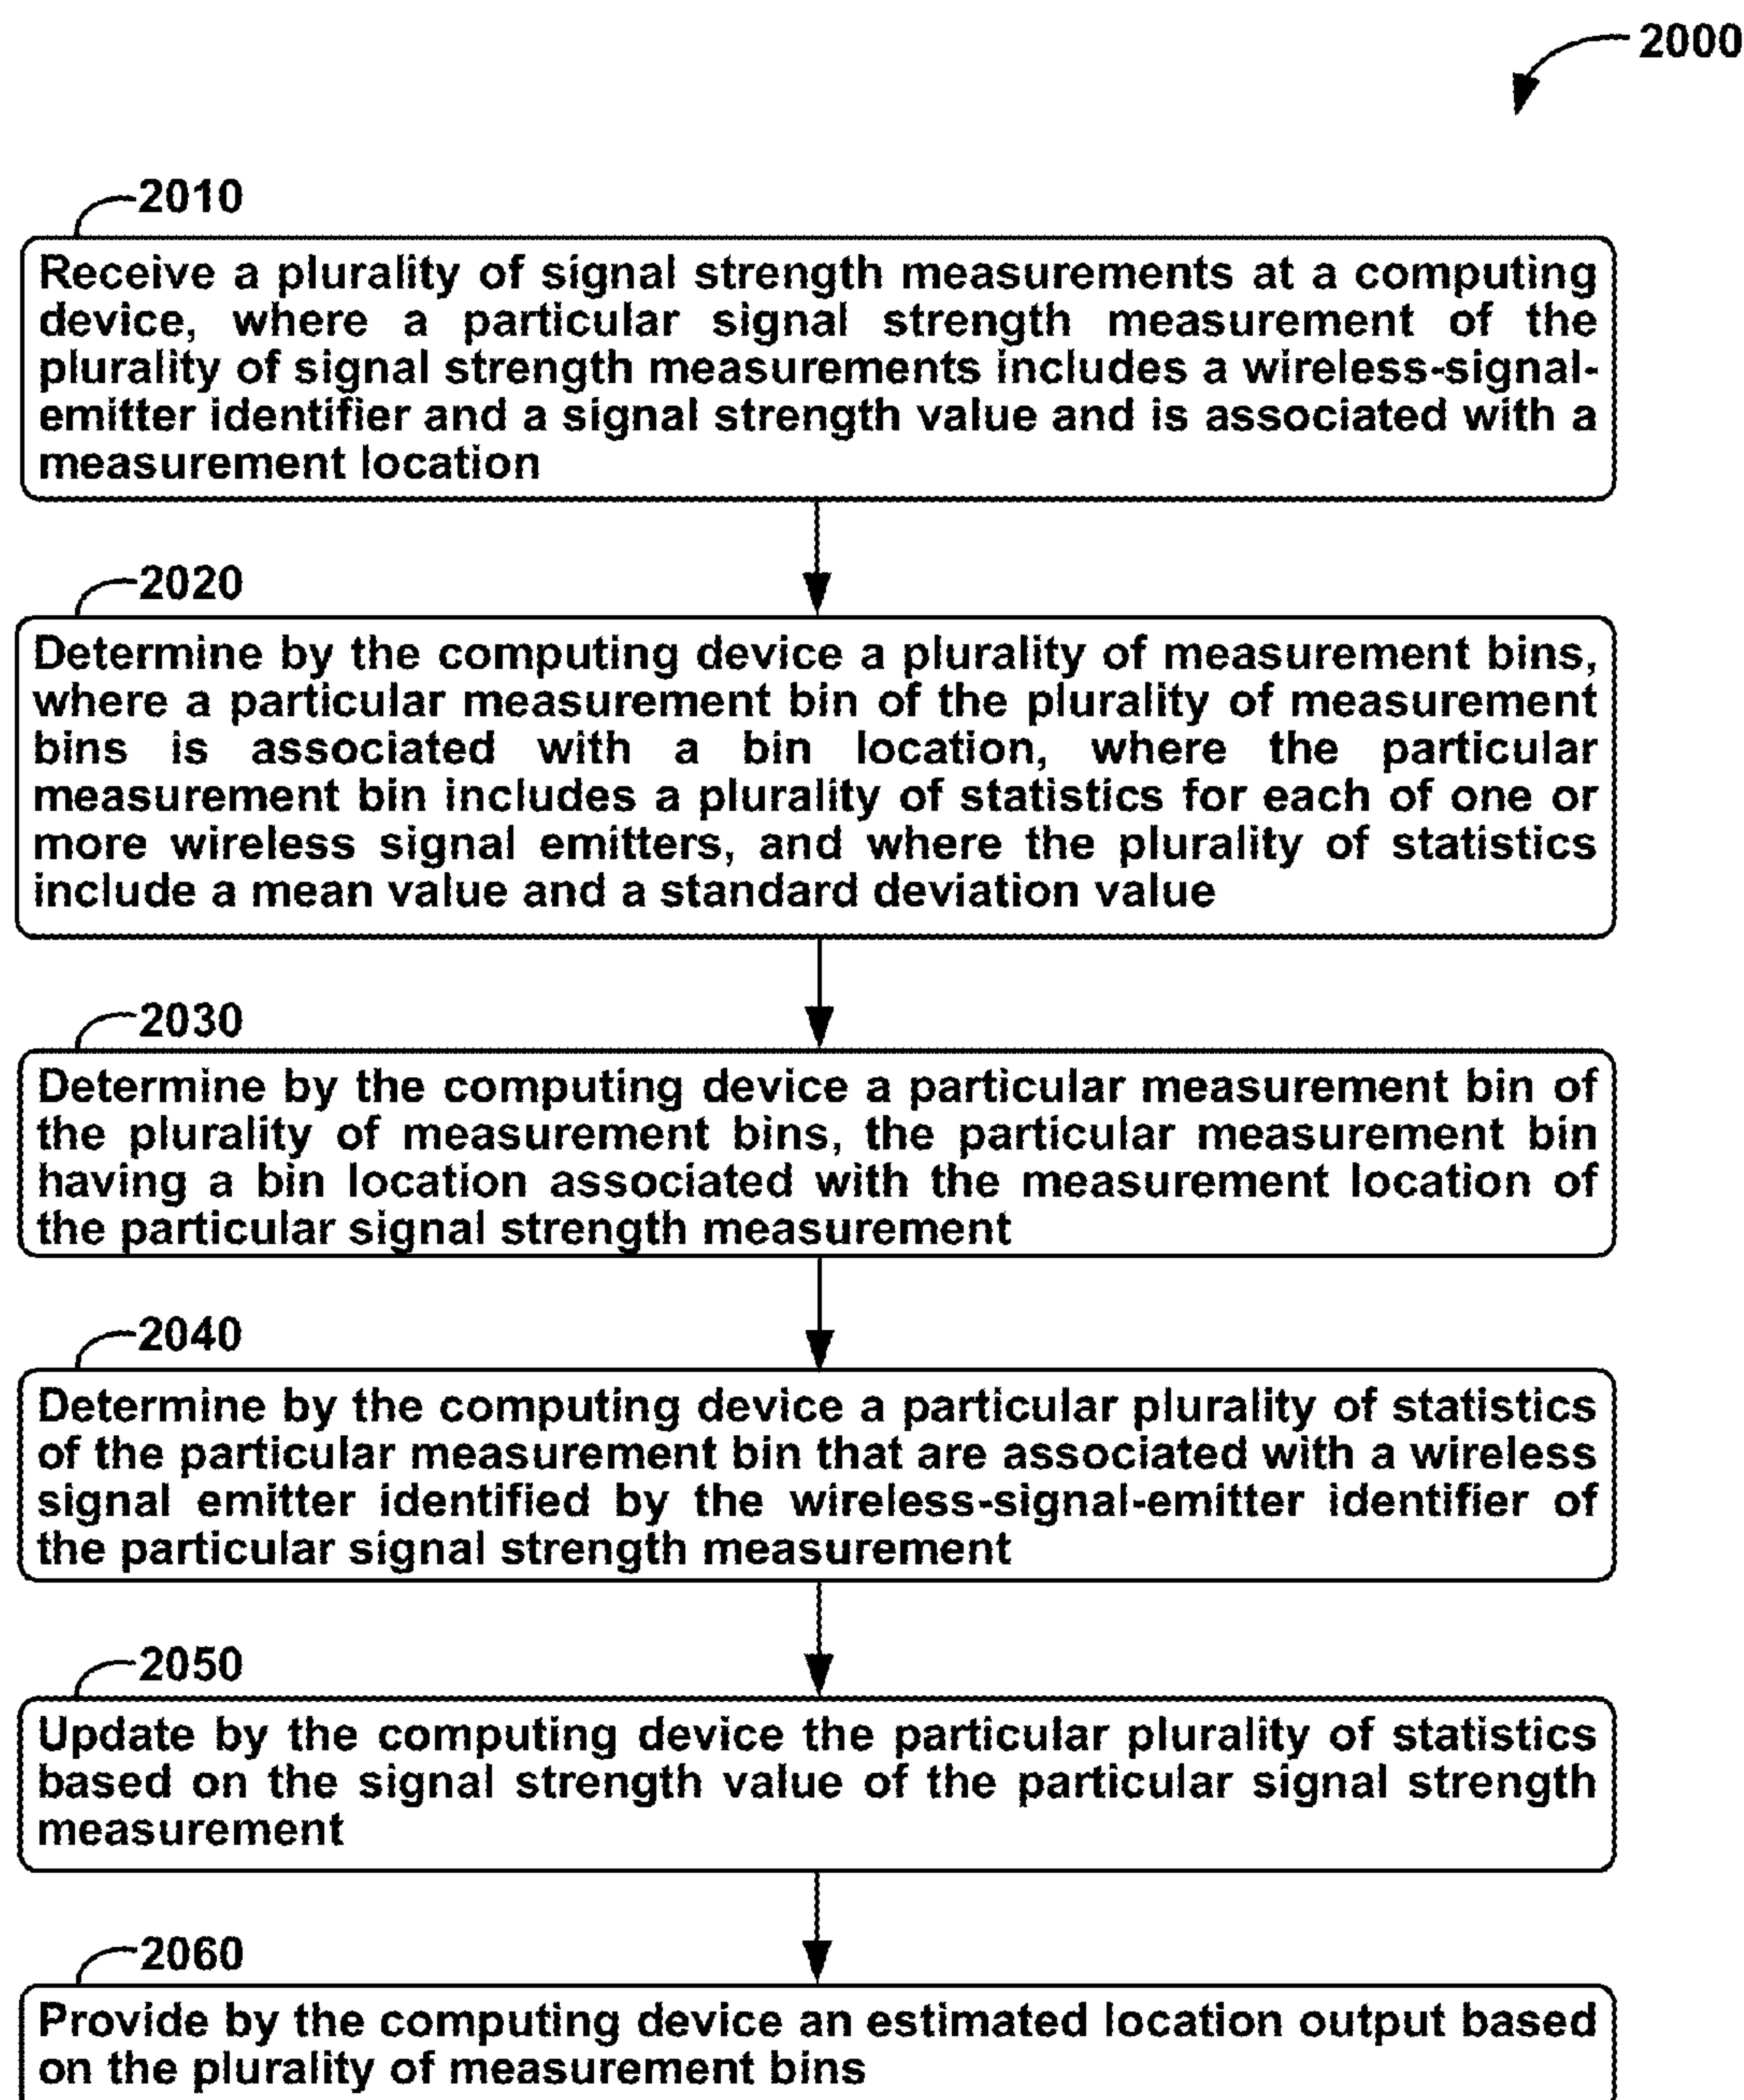 2000
2010
Receive a plurality of signal strength measurements at a computing
device, where a particular signal strength measurement of the
plurality of signal strength measurements includes a wireless-signal-
emitter identifier and a signal strength value and is associated with a
measurement location
2020
Determine by the computing device a plurality of measurement bins,
where a particular measurement bin of the plurality of measurement
bins is associated with a bin location, where the particular
measurement bin includes a plurality of statistics for each of one or
more wireless signal emitters, and where the plurality of statistics
include a mean value and a standard deviation value
2030
Determine by the computing device a particular measurement bin of
the plurality of measurement bins, the particular measurement bin
having a bin location associated with the measurement location of
the particular signal strength measurement
2040
Determine by the computing device a particular plurality of statistics
of the particular measurement bin that are associated with a wireless
signal emitter identified by the wireless-signal-emitter identifier of
the particular signal strength measurement
2050
Update by the computing device the particular plurality of statistics
based on the signal strength value of the particular signal strength
measurement
2060
Provide by the computing device an estimated location output based
on the plurality of measurement bins